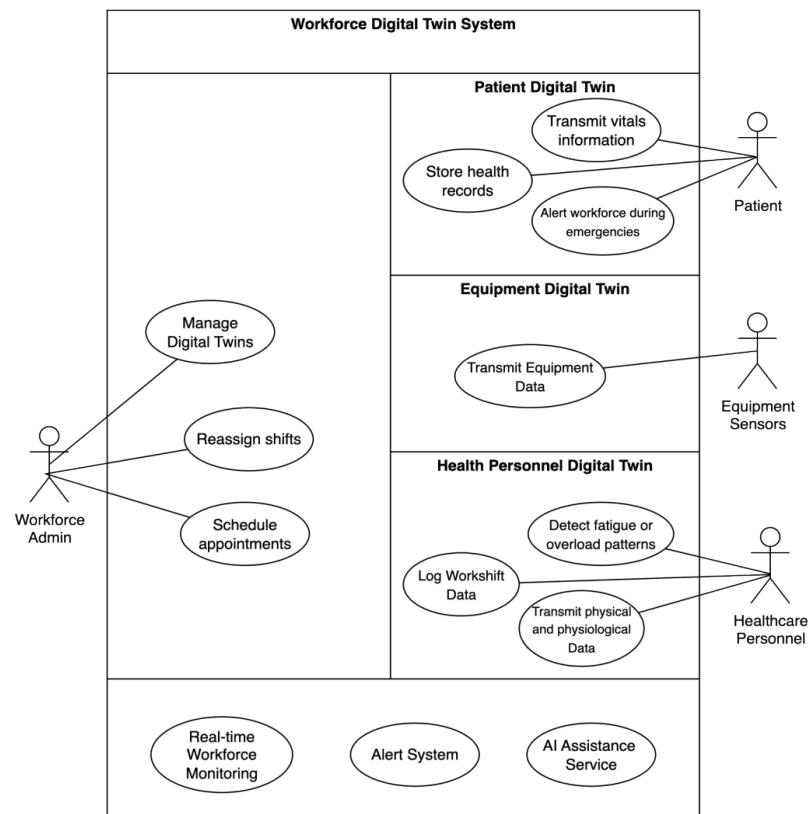 Workforce Digital Twin System
Patient Digital Twin
Transmit vitals
information
Store health
records
Alert workforce during
emergencies
Patient
Equipment Digital Twin
Transmit Equipment
Data
Equipment
Sensors
Manage
Digital Twins
Reassign shifts
Schedule
appointments
Workforce
Admin
Health Personnel Digital Twin
Detect fatigue or
overload patterns
Log Workshift
Data
Transmit physical
and physiological
Data
Healthcare
Personnel
Real-time
Workforce
Monitoring
Alert System
AI Assistance
Service